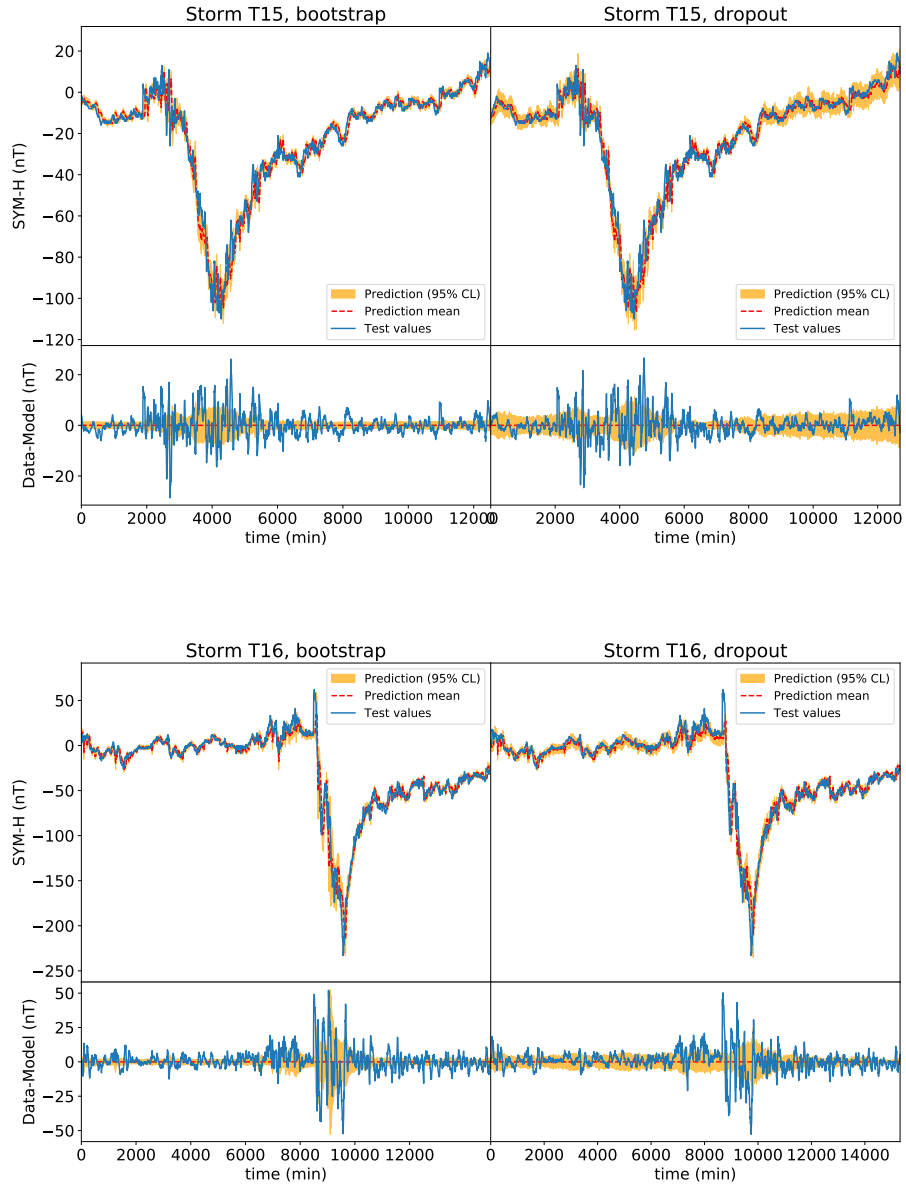 Storm T15, bootstrap
Storm T15, dropout
20
0
−20
−40
−60
−80
−100
−120
SYM-H (nT)
Prediction (95% CL)
Prediction mean
Test values
Prediction (95% CL)
Prediction mean
Test values
20
0
−20
Data-Model (nT)
0 2000 4000 6000 8000 10000 12000
0 2000 4000 6000 8000 10000 12000
time (min)
time (min)
Storm T16, bootstrap
Storm T16, dropout
50
0
−50
−100
−150
−200
−250
SYM-H (nT)
Prediction (95% CL)
Prediction mean
Test values
Prediction (95% CL)
Prediction mean
Test values
50
25
0
−25
−50
Data-Model (nT)
0 2000 4000 6000 8000 10000 12000
0 2000 4000 6000 8000 10000 12000 14000
time (min)
time (min)